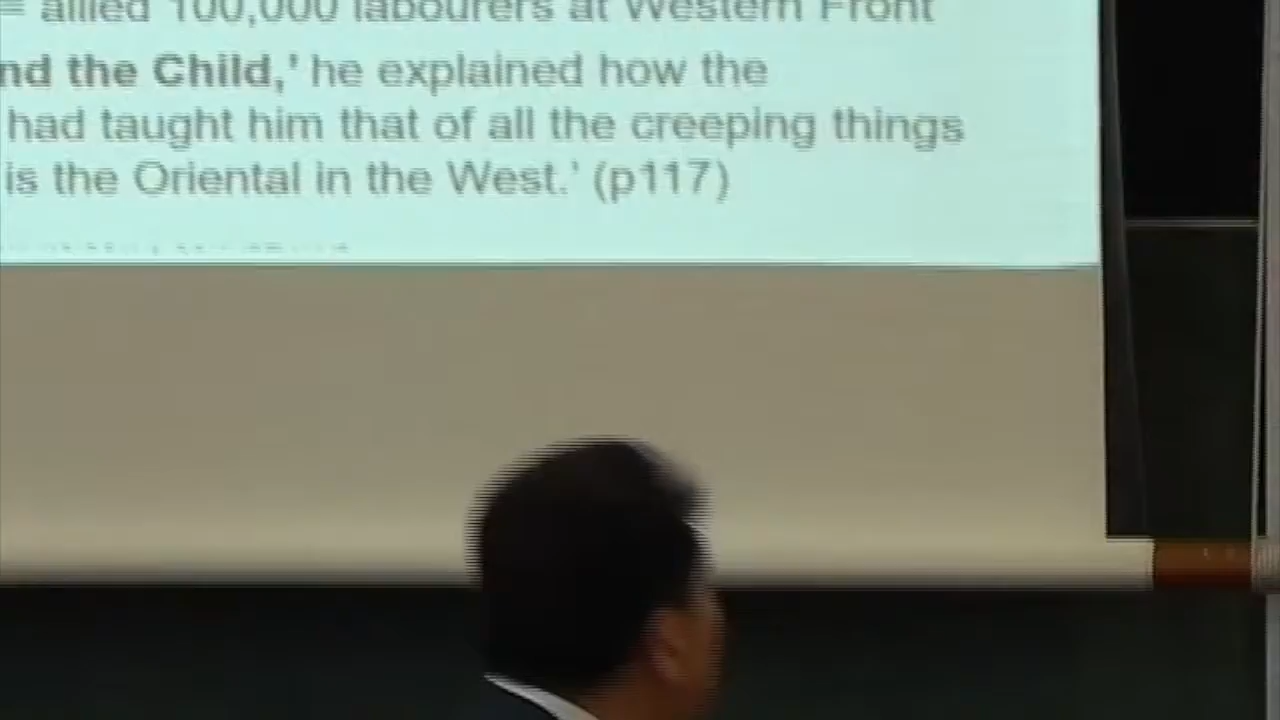 = allied 100,000 labourers at Western Front
nd the Child,' he explained how the
had taught him that of all the creeping things
is the Oriental in the West.' (p117)